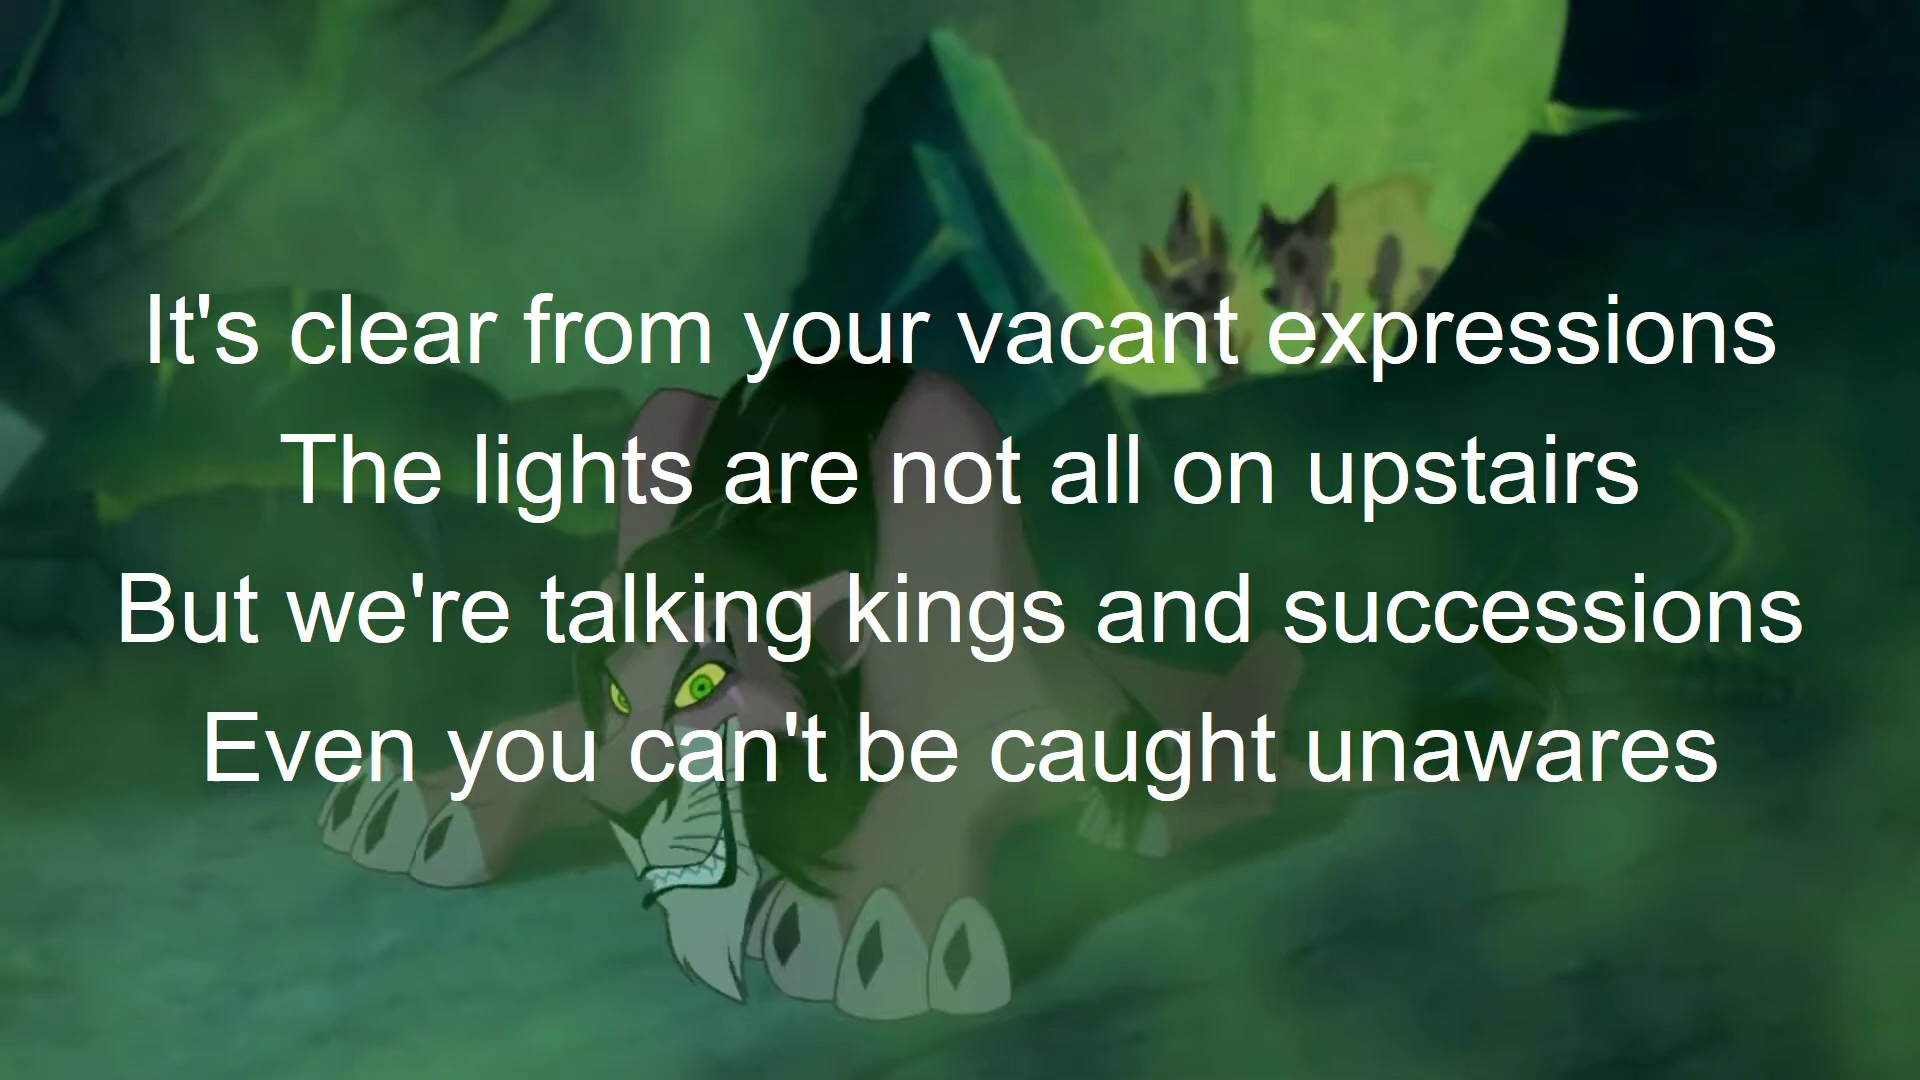 It's clear from your vacant expressions
The lights are not all on upstairs
But we're talking kings and successions
Even you can't be caught unawares